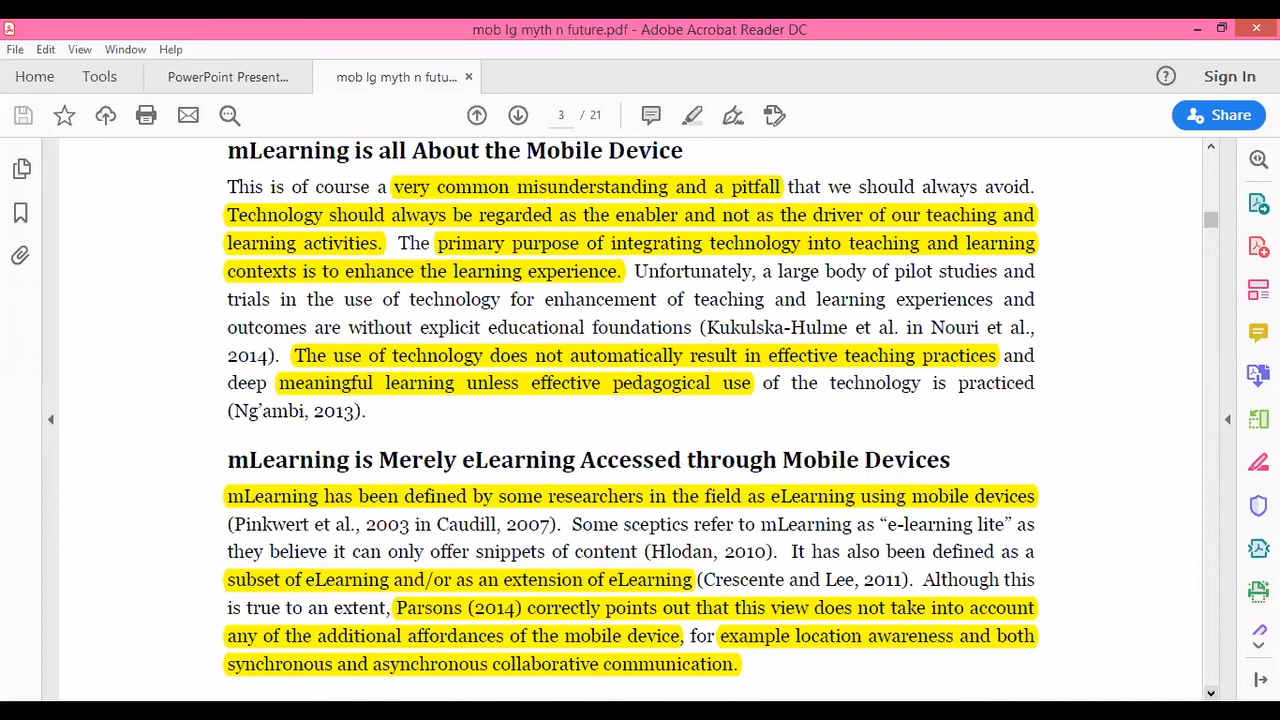 mob lg myth n future.pdf - Adobe Acrobat Reader DC
File Edit View Window Help
Home Tools PowerPoint Present... mob lg myth n futu... Sign In
3 / 21 Share
mLearning is all About the Mobile Device
This is of course a very common misunderstanding and a pitfall that we should always avoid.
Technology should always be regarded as the enabler and not as the driver of our teaching and
learning activities. The primary purpose of integrating technology into teaching and learning
contexts is to enhance the learning experience. Unfortunately, a large body of pilot studies and
trials in the use of technology for enhancement of teaching and learning experiences and
outcomes are without explicit educational foundations (Kukulska-Hulme et al. in Nouri et al.,
2014). The use of technology does not automatically result in effective teaching practices and
deep meaningful learning unless effective pedagogical use of the technology is practiced
(Ng'ambi, 2013).
mLearning is Merely eLearning Accessed through Mobile Devices
mLearning has been defined by some researchers in the field as eLearning using mobile devices
(Pinkwert et al., 2003 in Caudill, 2007). Some sceptics refer to mLearning as “e-learning lite” as
they believe it can only offer snippets of content (Hlodan, 2010). It has also been defined as a
subset of eLearning and/or as an extension of eLearning (Crescente and Lee, 2011). Although this
is true to an extent, Parsons (2014) correctly points out that this view does not take into account
any of the additional affordances of the mobile device, for example location awareness and both
synchronous and asynchronous collaborative communication.